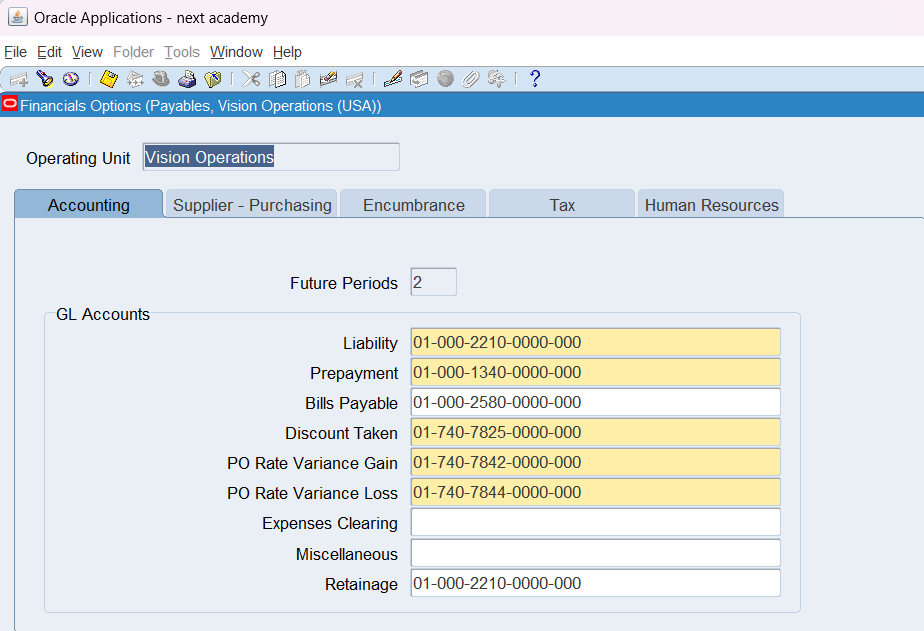 Oracle Applications - next academy
File Edit View Folder Tools Window Help
?
Financials Options (Payables, Vision Operations (USA))
Operating Unit Vision Operations
Accounting Supplier - Purchasing Encumbrance Tax Human Resources
Future Periods 2
GL Accounts
Liability 01-000-2210-0000-000
Prepayment 01-000-1340-0000-000
Bills Payable 01-000-2580-0000-000
Discount Taken 01-740-7825-0000-000
PO Rate Variance Gain 01-740-7842-0000-000
PO Rate Variance Loss 01-740-7844-0000-000
Expenses Clearing
Miscellaneous
Retainage 01-000-2210-0000-000